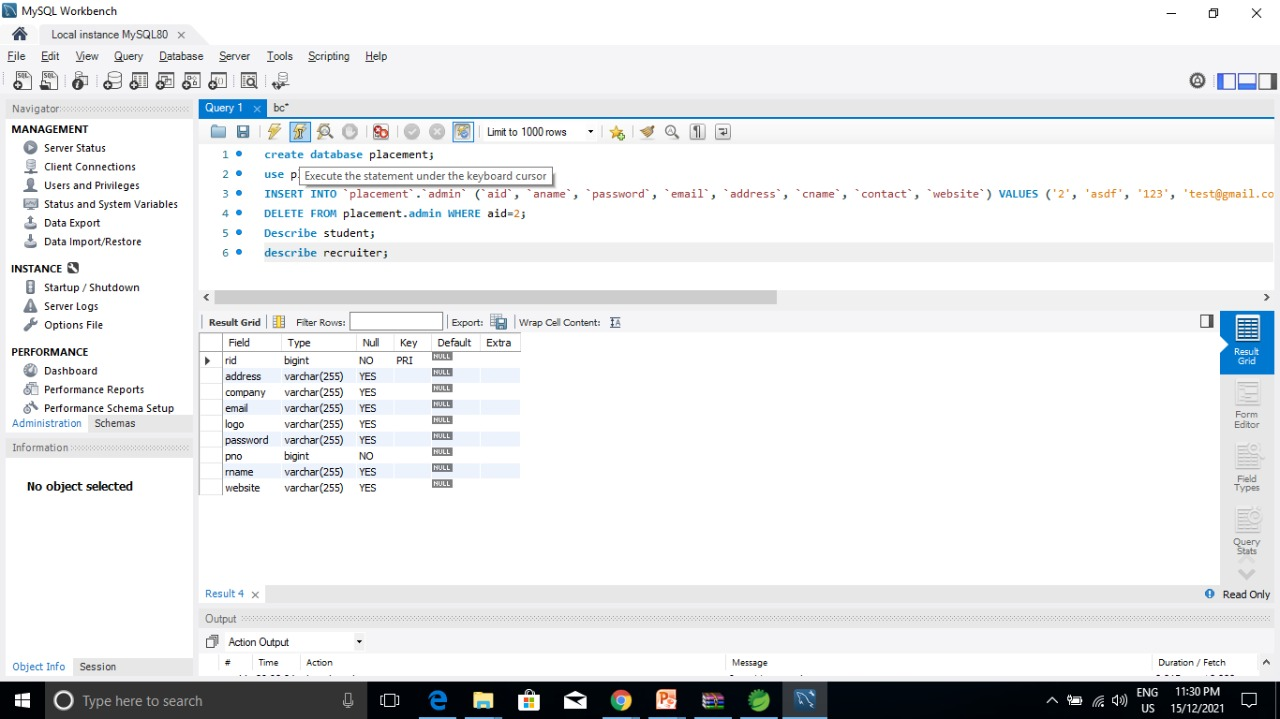 MySQL Workbench
Local instance MySQL80
File Edit View Query Database Server Tools Scripting Help
Navigator
MANAGEMENT
Server Status
Client Connections
Users and Privileges
Status and System Variables
Data Export
Data Import/Restore
INSTANCE
Startup / Shutdown
Server Logs
Options File
PERFORMANCE
Dashboard
Performance Reports
Performance Schema Setup
Administration Schemas
Information
No object selected
Object Info Session
Query 1 bc*
Limit to 1000 rows
1 create database placement;
2 use p
Execute the statement under the keyboard cursor
3 INSERT INTO `placement`.`admin` (`aid`, `aname`, `password`, `email`, `address`, `cname`, `contact`, `website`) VALUES ('2', 'asdf', '123', 'test@gmail.co
4 DELETE FROM placement.admin WHERE aid=2;
5 Describe student;
6 describe recruiter;
Result Grid Filter Rows: Export: Wrap Cell Content:
Field Type Null Key Default Extra
rid bigint NO PRI NULL
address varchar(255) YES NULL
company varchar(255) YES NULL
email varchar(255) YES NULL
logo varchar(255) YES NULL
password varchar(255) YES NULL
pno bigint NO NULL
rname varchar(255) YES NULL
website varchar(255) YES NULL
Result Grid
Form Editor
Field Types
Query Stats
Result 4
Read Only
Output
Action Output
# Time Action Message Duration / Fetch
Type here to search
ENG US
11:30 PM
15/12/2021